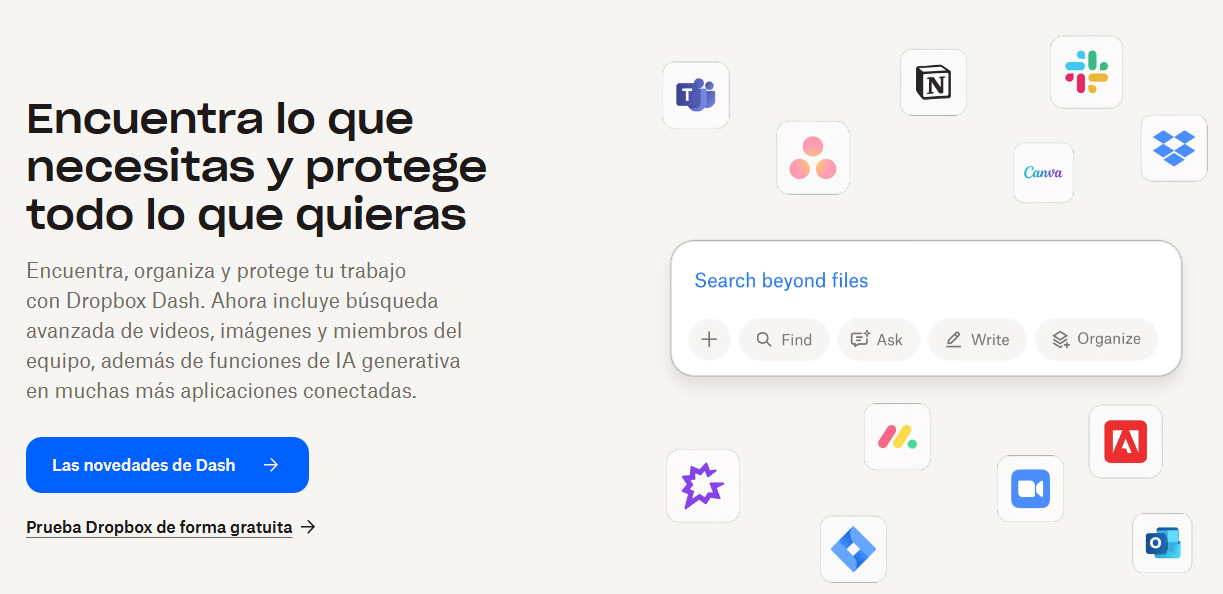 Encuentra lo que
necesitas y protege
todo lo que quieras
Encuentra, organiza y protege tu trabajo
con Dropbox Dash. Ahora incluye búsqueda
avanzada de videos, imágenes y miembros del
equipo, además de funciones de IA generativa
en muchas más aplicaciones conectadas.
Las novedades de Dash
Prueba Dropbox de forma gratuita
T
N
Canva
Search beyond files
Find
Ask
Write
Organize
O